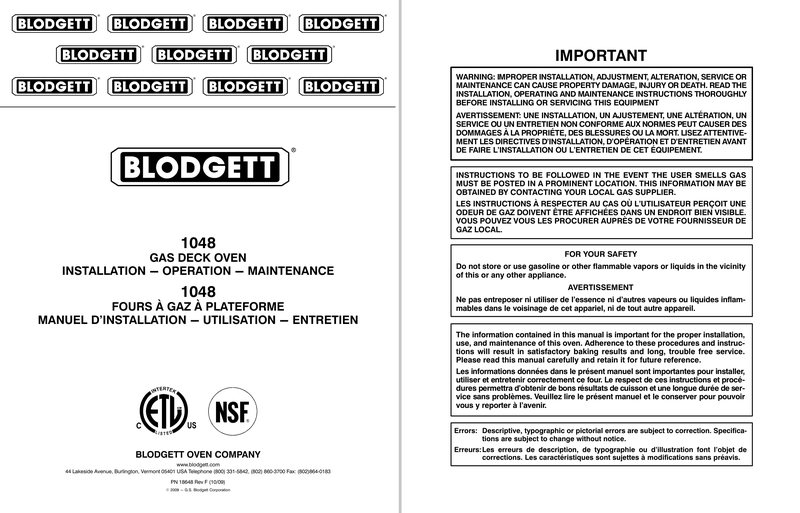 BLODGETT® BLODGETT® BLODGETT® BLODGETT®
BLODGETT® BLODGETT® BLODGETT®
BLODGETT® BLODGETT® BLODGETT® BLODGETT®
BLODGETT®
1048
GAS DECK OVEN
INSTALLATION – OPERATION – MAINTENANCE
1048
FOURS À GAZ À PLATEFORME
MANUEL D'INSTALLATION – UTILISATION – ENTRETIEN
INTERTEK
ETL
C US
LISTED
NSF®
BLODGETT OVEN COMPANY
www.blodgett.com
44 Lakeside Avenue, Burlington, Vermont 05401 USA Telephone (800) 331-5842, (802) 860-3700 Fax: (802)864-0183
PN 18648 Rev F (10/09)
© 2009 – G.S. Blodgett Corporation
IMPORTANT
WARNING: IMPROPER INSTALLATION, ADJUSTMENT, ALTERATION, SERVICE OR
MAINTENANCE CAN CAUSE PROPERTY DAMAGE, INJURY OR DEATH. READ THE
INSTALLATION, OPERATING AND MAINTENANCE INSTRUCTIONS THOROUGHLY
BEFORE INSTALLING OR SERVICING THIS EQUIPMENT
AVERTISSEMENT: UNE INSTALLATION, UN AJUSTEMENT, UNE ALTÉRATION, UN
SERVICE OU UN ENTRETIEN NON CONFORME AUX NORMES PEUT CAUSER DES
DOMMAGES À LA PROPRIÉTÉ, DES BLESSURES OU LA MORT. LISEZ ATTENTIVE-
MENT LES DIRECTIVES D'INSTALLATION, D'OPÉRATION ET D'ENTRETIEN AVANT
DE FAIRE L'INSTALLATION OU L'ENTRETIEN DE CET ÉQUIPEMENT.
INSTRUCTIONS TO BE FOLLOWED IN THE EVENT THE USER SMELLS GAS
MUST BE POSTED IN A PROMINENT LOCATION. THIS INFORMATION MAY BE
OBTAINED BY CONTACTING YOUR LOCAL GAS SUPPLIER.
LES INSTRUCTIONS À RESPECTER AU CAS OÙ L'UTILISATEUR PERÇOIT UNE
ODEUR DE GAZ DOIVENT ÊTRE AFFICHÉES DANS UN ENDROIT BIEN VISIBLE.
VOUS POUVEZ VOUS LES PROCURER AUPRÈS DE VOTRE FOURNISSEUR DE
GAZ LOCAL.
FOR YOUR SAFETY
Do not store or use gasoline or other flammable vapors or liquids in the vicinity
of this or any other appliance.
AVERTISSEMENT
Ne pas entreposer ni utiliser de l'essence ni d'autres vapeurs ou liquides inflam-
mables dans le voisinage de cet appariel, ni de tout autre appareil.
The information contained in this manual is important for the proper installation,
use, and maintenance of this oven. Adherence to these procedures and instruc-
tions will result in satisfactory baking results and long, trouble free service.
Please read this manual carefully and retain it for future reference.
Les informations données dans le présent manuel sont importantes pour installer,
utiliser et entretenir correctement ce four. Le respect de ces instructions et procé-
dures permettra d'obtenir de bons résultats de cuisson et une longue durée de ser-
vice sans problèmes. Veuillez lire le présent manuel et le conserver pour pouvoir
vous y reporter à l'avenir.
Errors: Descriptive, typographic or pictorial errors are subject to correction. Specifica-
tions are subject to change without notice.
Erreurs: Les erreurs de description, de typographie ou d'illustration font l'objet de
corrections. Les caractéristiques sont sujettes à modifications sans préavis.